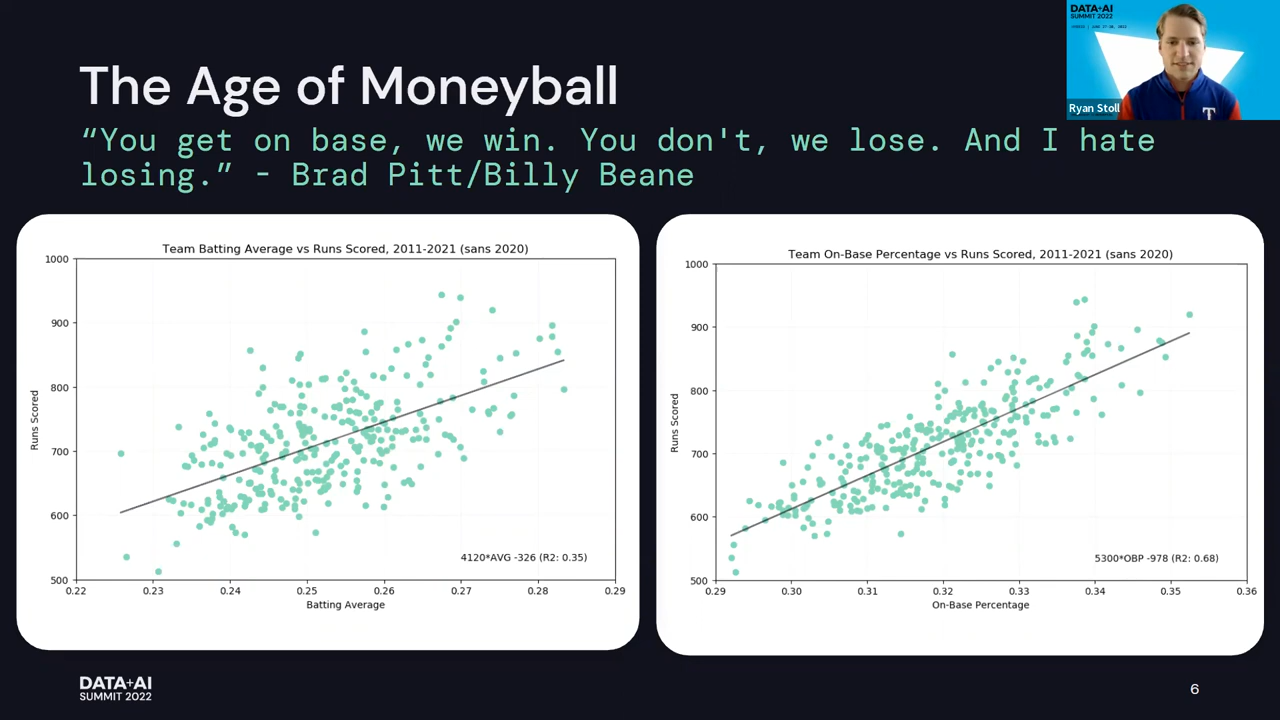 DATA+AI
SUMMIT 2022
Ryan Stoll
The Age of Moneyball
“You get on base, we win. You don't, we lose. And I hate
losing.” - Brad Pitt/Billy Beane
Team Batting Average vs Runs Scored, 2011-2021 (sans 2020)
1000
900
800
700
600
500
Runs Scored
0.22 0.23 0.24 0.25 0.26 0.27 0.28 0.29
Batting Average
4120*AVG -326 (R2: 0.35)
Team On-Base Percentage vs Runs Scored, 2011-2021 (sans 2020)
1000
900
800
700
600
500
Runs Scored
0.29 0.30 0.31 0.32 0.33 0.34 0.35 0.36
On-Base Percentage
5300*OBP -978 (R2: 0.68)
DATA+AI
SUMMIT 2022
6